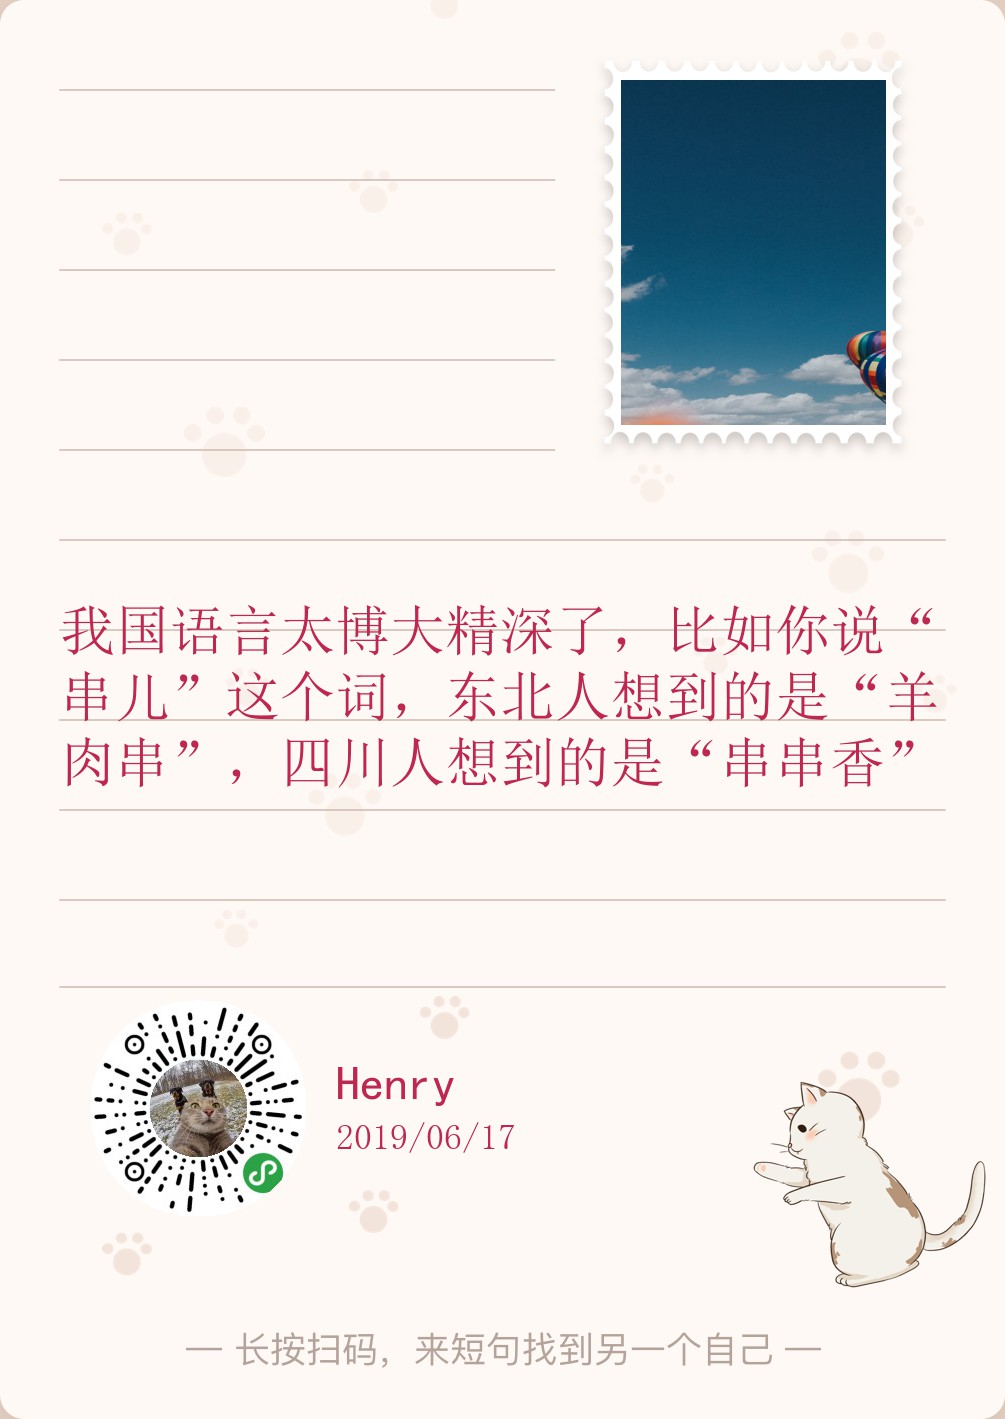 我国语言太博大精深了，比如你说“
串儿”这个词，东北人想到的是“羊
肉串”，四川人想到的是“串串香”
Henry
2019/06/17
— 长按扫码，来短句找到另一个自己 —